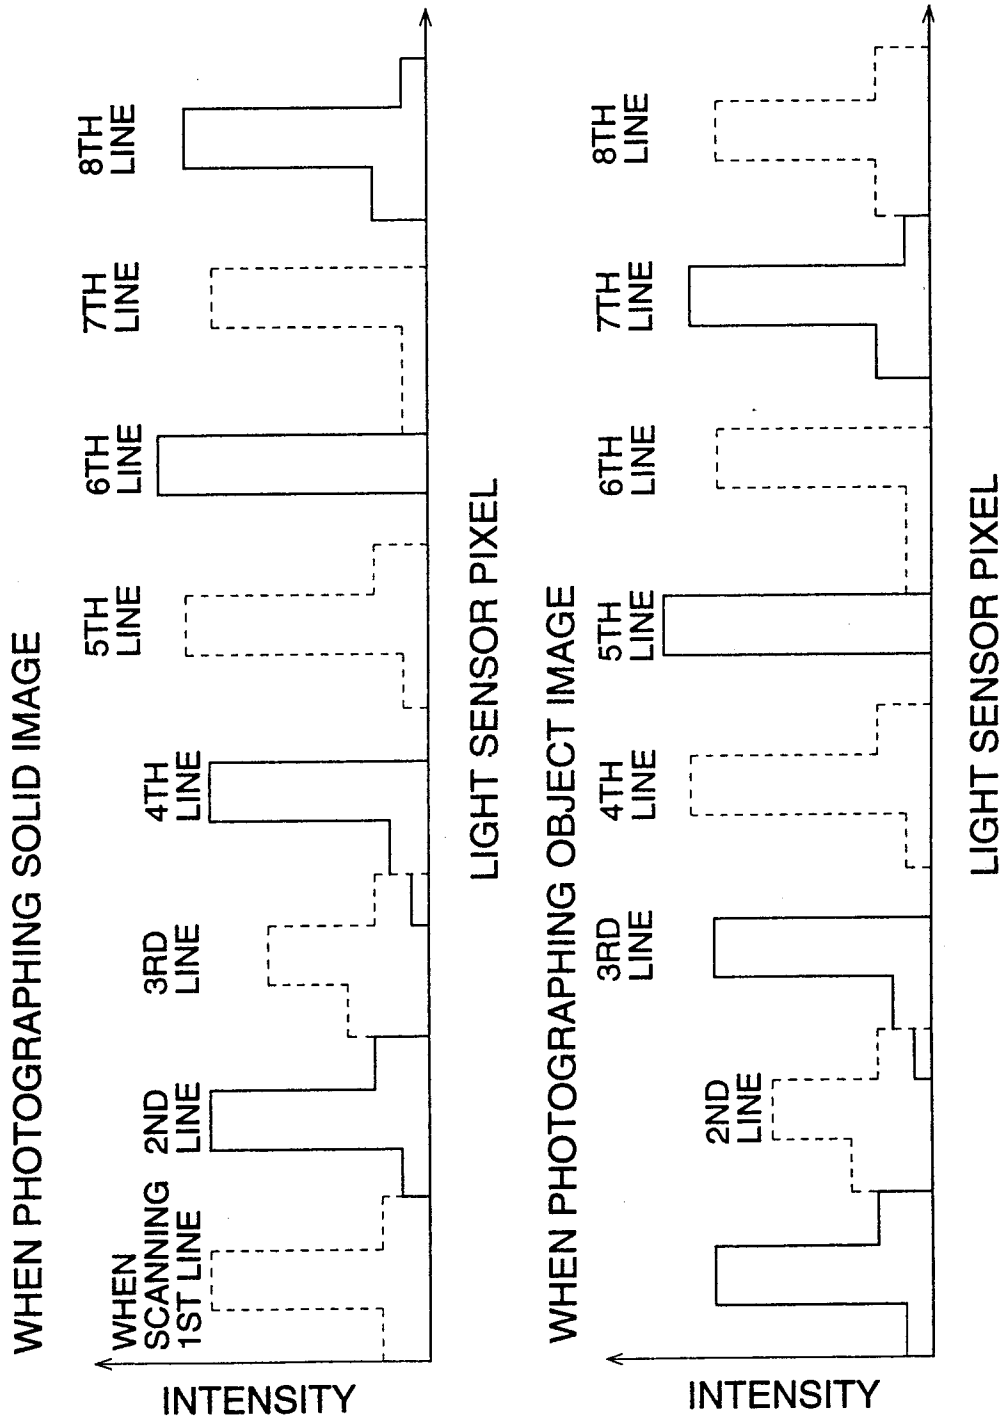 WHEN PHOTOGRAPHING SOLID IMAGE
INTENSITY
WHEN
SCANNING
1ST LINE
2ND
LINE
3RD
LINE
4TH
LINE
5TH
LINE
6TH
LINE
7TH
LINE
8TH
LINE
LIGHT SENSOR PIXEL
WHEN PHOTOGRAPHING OBJECT IMAGE
INTENSITY
2ND
LINE
3RD
LINE
4TH
LINE
5TH
LINE
6TH
LINE
7TH
LINE
8TH
LINE
LIGHT SENSOR PIXEL